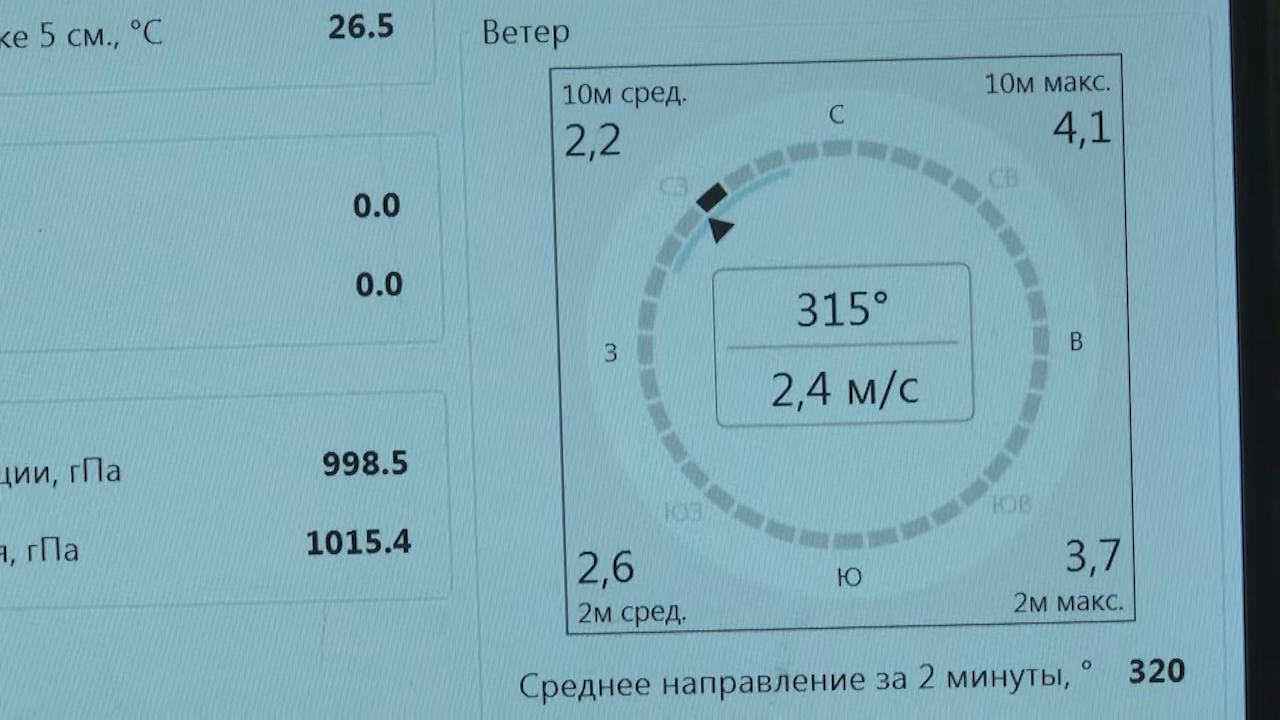 ке 5 см., °C 26.5
0.0
0.0
ции, гПа 998.5
я, гПа 1015.4
Ветер
10м сред. 10м макс.
2,2 С 4,1
СЗ СВ
315°
З В
2,4 м/с
ЮЗ ЮВ
2,6 Ю 3,7
2м сред. 2м макс.
Среднее направление за 2 минуты, ° 320